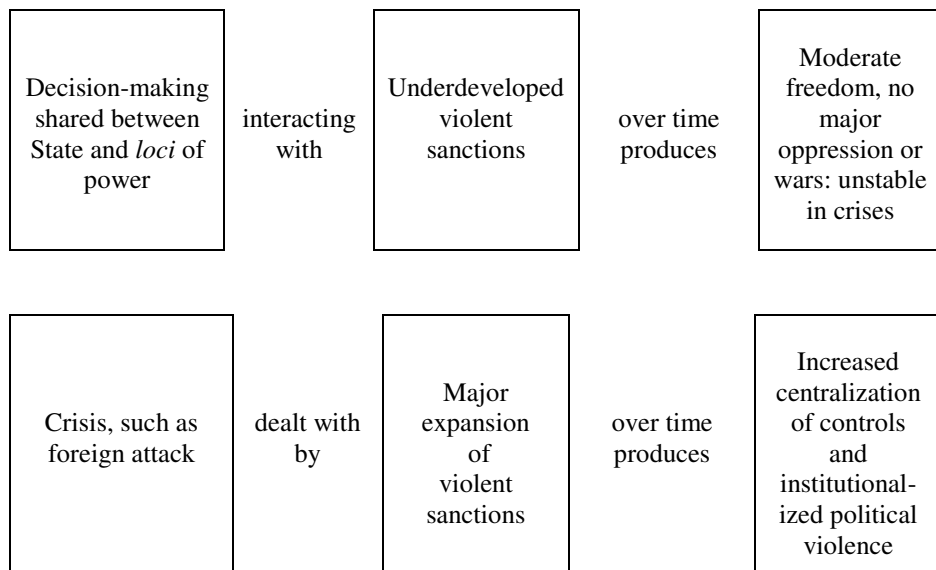 Decision-making
shared between
State and loci of
power
interacting
with
Underdeveloped
violent
sanctions
over time
produces
Moderate
freedom, no
major
oppression or
wars: unstable
in crises
Crisis, such as
foreign attack
dealt with
by
Major
expansion
of
violent
sanctions
over time
produces
Increased
centralization
of controls
and
institutional-
ized political
violence